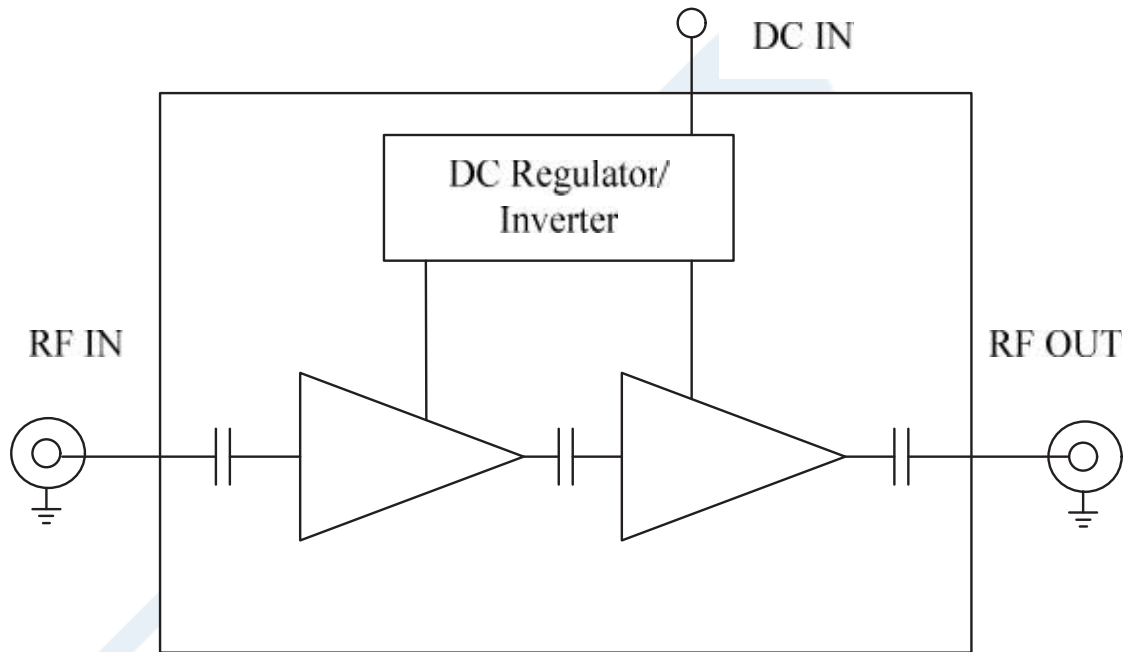 DC IN
DC Regulator/
Inverter
RF IN
RF OUT